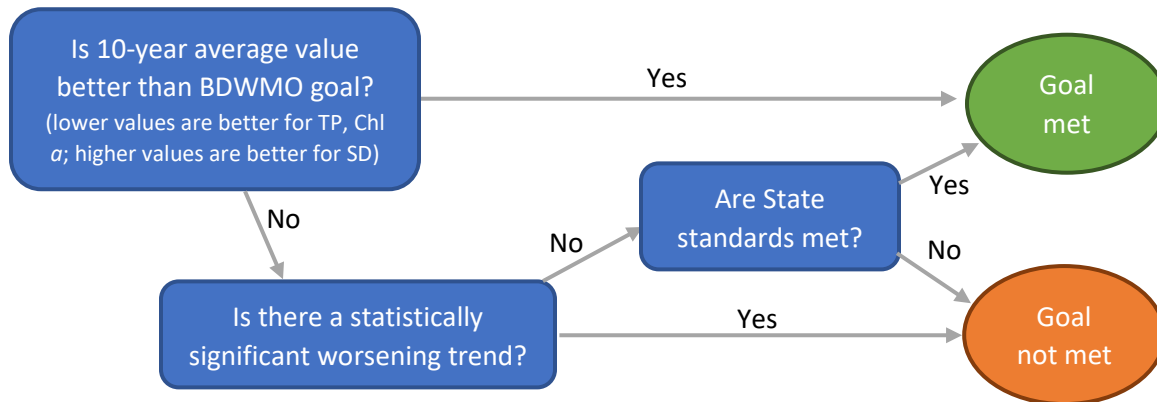 Is 10-year average value
better than BDWMO goal?
(lower values are better for TP, Chl
a; higher values are better for SD)
Yes
Goal
met
No
Is there a statistically
significant worsening trend?
No
Are State
standards met?
Yes
No
Yes
Goal
not met